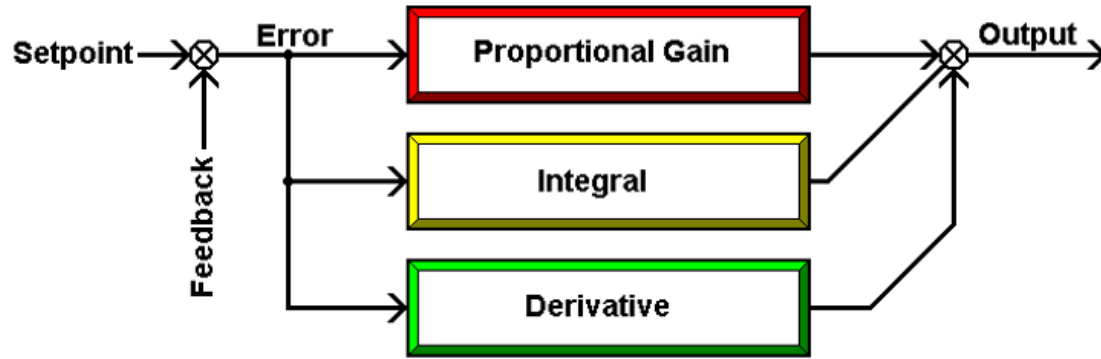 Setpoint
Error
Proportional Gain
Output
Feedback
Integral
Derivative